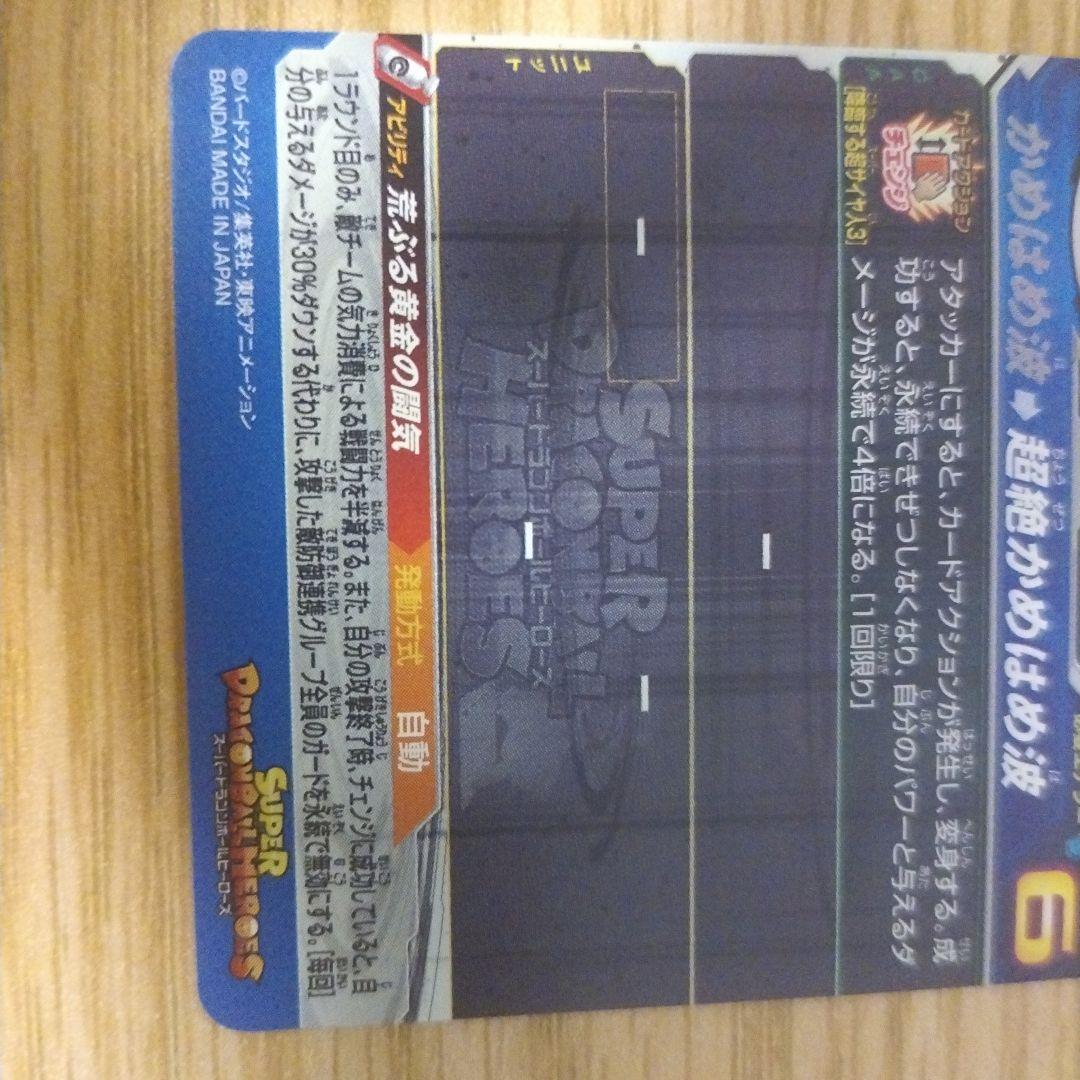 かめはめ波 ➡ 超絶かめはめ波
6
CAA
カードアクション
チェンジ
アタッカーにすると、カードアクションが発生し、変身する。成
功すると、永続できぜつしなくなり、自分のパワーと与えるダ
メージが永続で4倍になる。[1回限り]
ユニット
SUPER
DRAGONBALL
HEROES
スーパードラゴンボールヒーローズ
アビリティ 荒ぶる黄金の闘気 発動方式 自動
1ラウンド目のみ、敵チームの気力消費による戦闘力を半減する。また、自分の攻撃終了時、チェンジに成功していると、自
分の与えるダメージが30%ダウンする代わりに、攻撃した敵防御連携グループ全員のガードを永続で無効にする。[毎回]
©バードスタジオ/集英社・東映アニメーション
BANDAI MADE IN JAPAN
SUPER
DRAGONBALL HEROES
スーパードラゴンボールヒーローズ